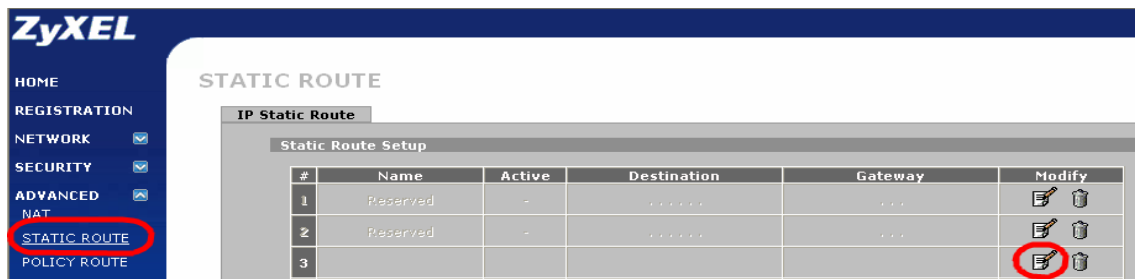 ZyXEL
HOME
REGISTRATION
NETWORK
SECURITY
ADVANCED
NAT
STATIC ROUTE
POLICY ROUTE
STATIC ROUTE
IP Static Route
Static Route Setup
# Name Active Destination Gateway Modify
1 Reserved - ...... ...
2 Reserved - ...... ...
3